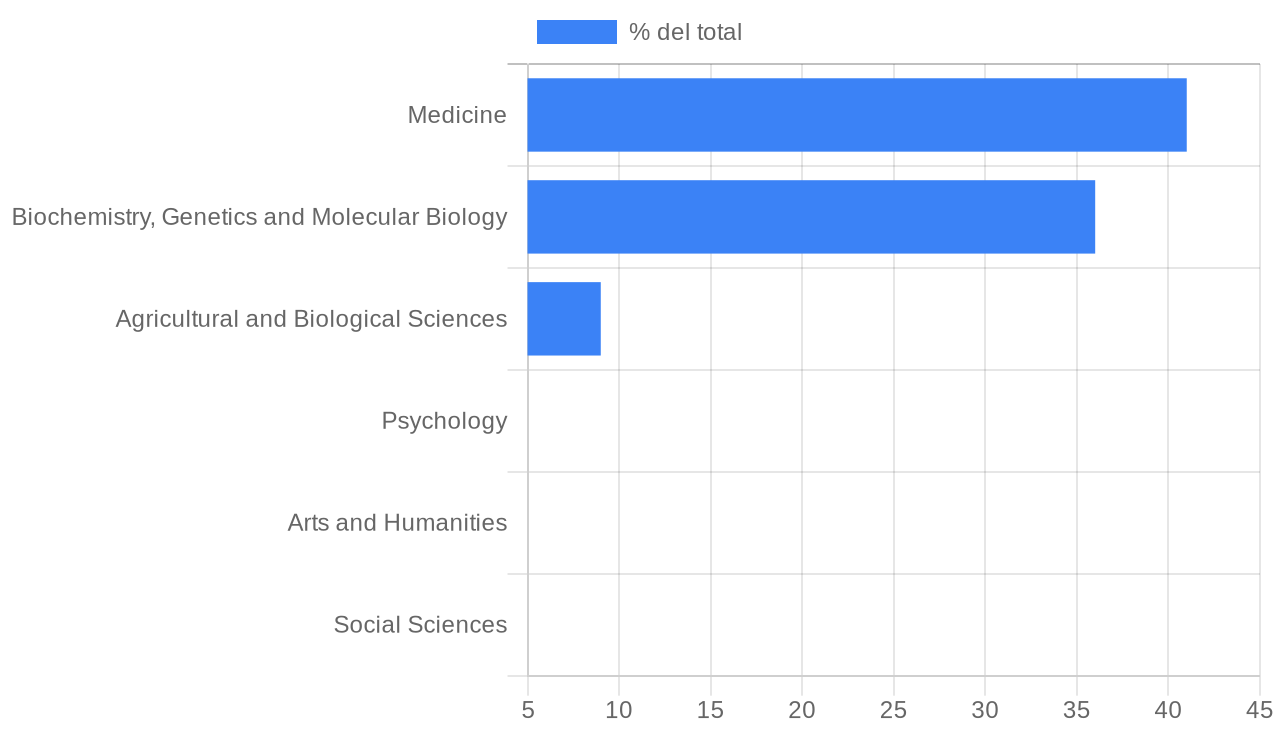 % del total
Medicine
Biochemistry, Genetics and Molecular Biology
Agricultural and Biological Sciences
Psychology
Arts and Humanities
Social Sciences
5 10 15 20 25 30 35 40 45